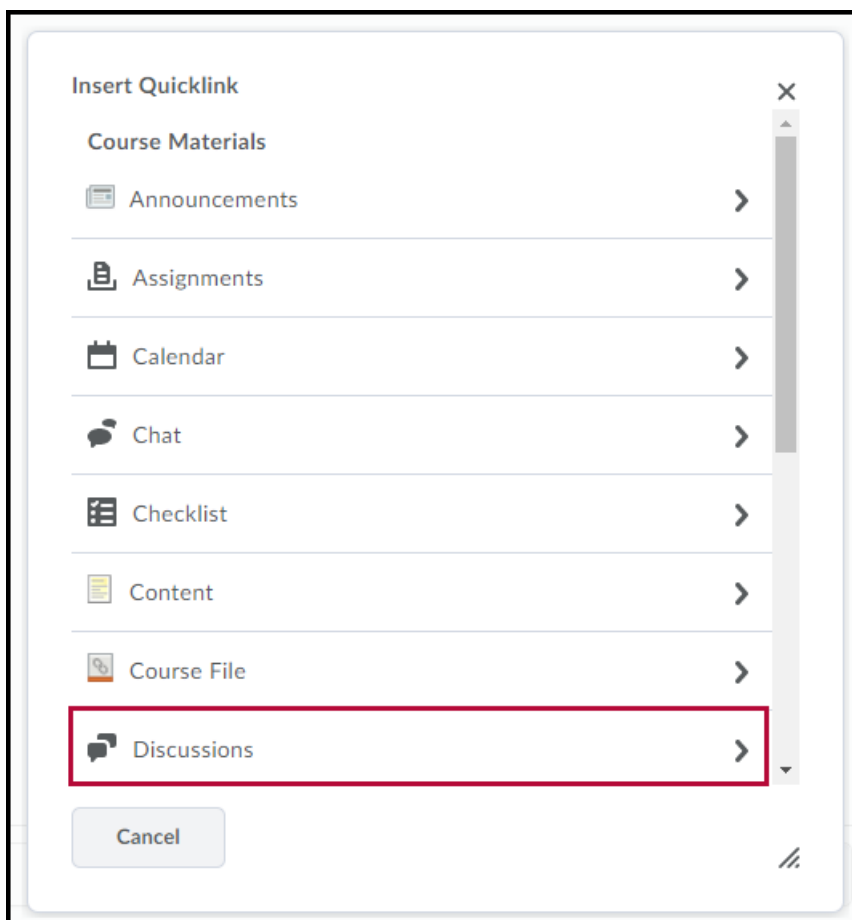 Insert Quicklink
Course Materials
Announcements
Assignments
Calendar
Chat
Checklist
Content
Course File
Discussions
Cancel